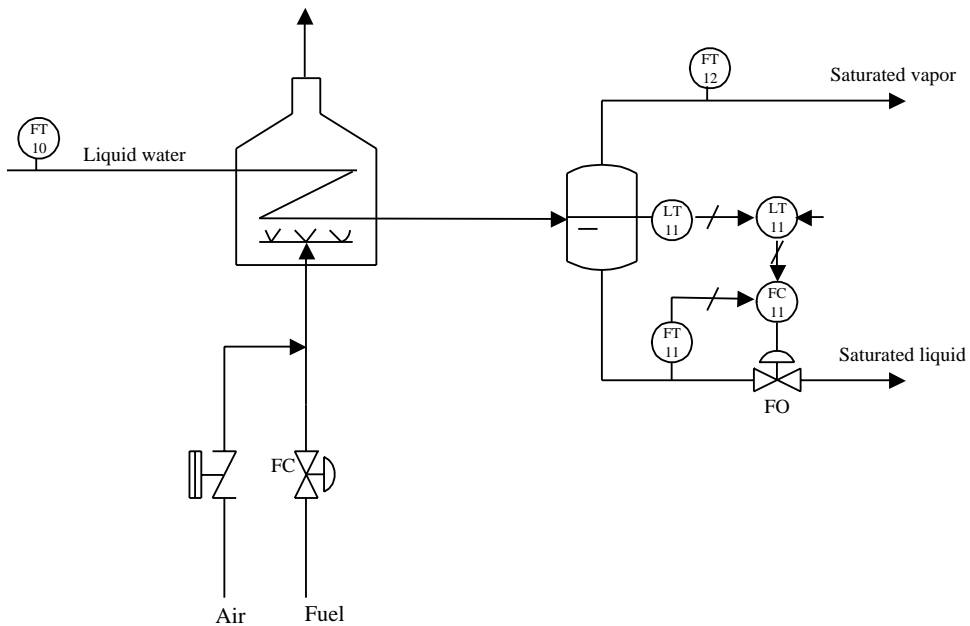 FT
12
Saturated vapor
FT
10
Liquid water
LT
11
LT
11
FC
11
FT
11
Saturated liquid
FO
FC
Air
Fuel